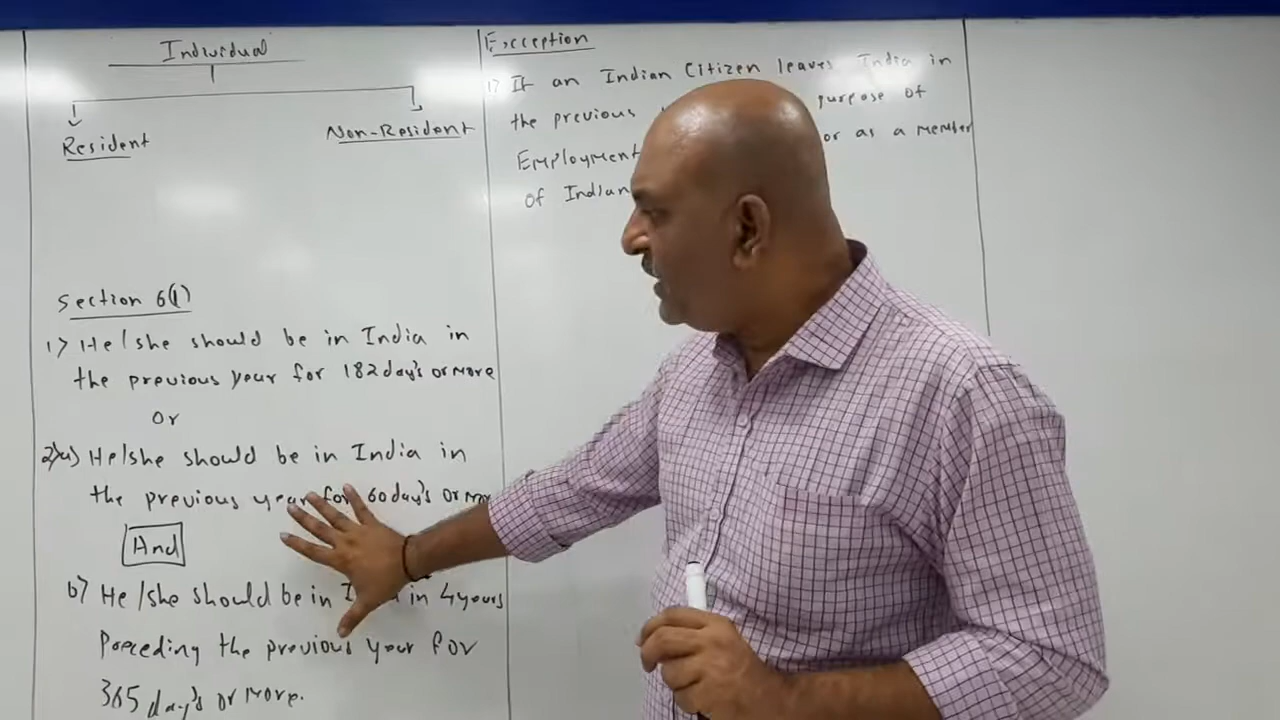 Individual
Resident
Non-Resident
Section 6(1)
1) He/she should be in India in
the previous year for 182 day's or more
Or
2)a) He/she should be in India in
the previous year for 60 day's Or more
And
b) He/she should be in in 4 years
Preceding the previous year for
365 day's or more.
Exception
1) If an Indian Citizen leaves India in
the previous purpose of
Employment or as a member
of Indian